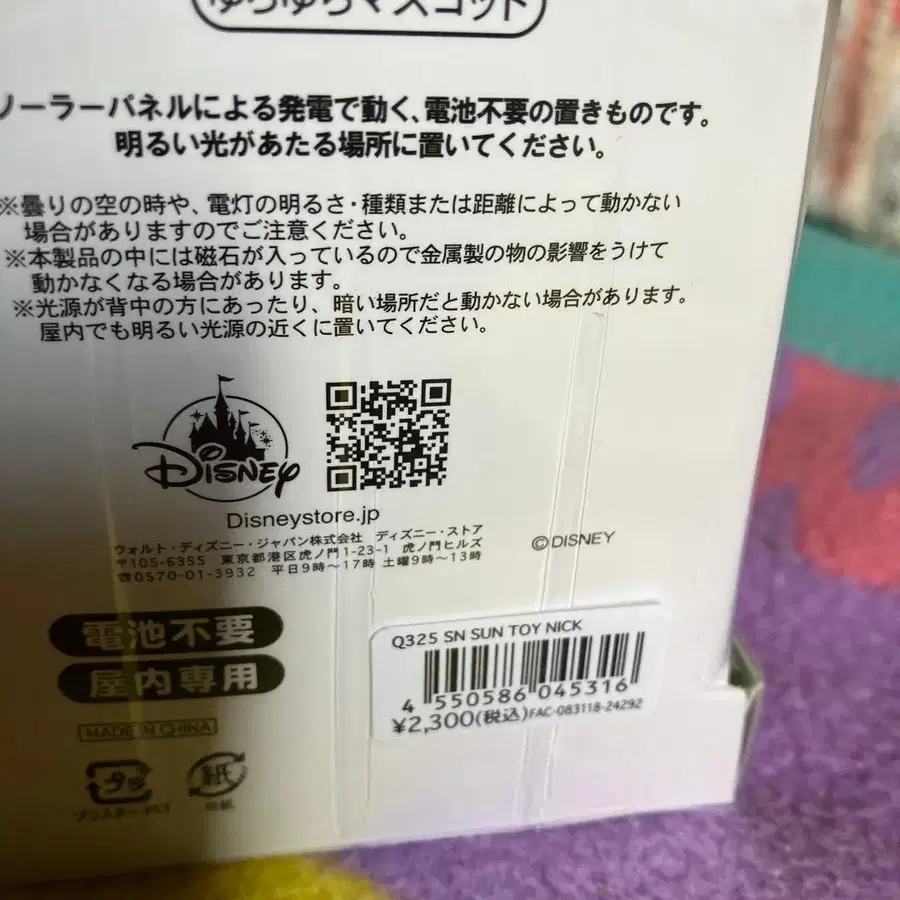 ゆらゆらマスコット
ソーラーパネルによる発電で動く、電池不要の置きものです。
明るい光があたる場所に置いてください。
※曇りの空の時や、電灯の明るさ・種類または距離によって動かない
場合がありますのでご注意ください。
※本製品の中には磁石が入っているので金属製の物の影響をうけて
動かなくなる場合があります。
※光源が背中の方にあったり、暗い場所だと動かない場合があります。
屋内でも明るい光源の近くに置いてください。
DISNEY
Disneystore.jp
ウォルト・ディズニー・ジャパン株式会社 ディズニー・ストア
〒105-6355 東京都港区虎ノ門1-23-1 虎ノ門ヒルズ
☎0570-01-3932 平日9時〜17時 土曜9時〜13時
©DISNEY
電池不要
屋内専用
MADE IN CHINA
プラ
紙
ブリスター:PET
台紙
Q325 SN SUN TOY NICK
4 550586 045316
¥2,300(税込)FAC-083118-24292